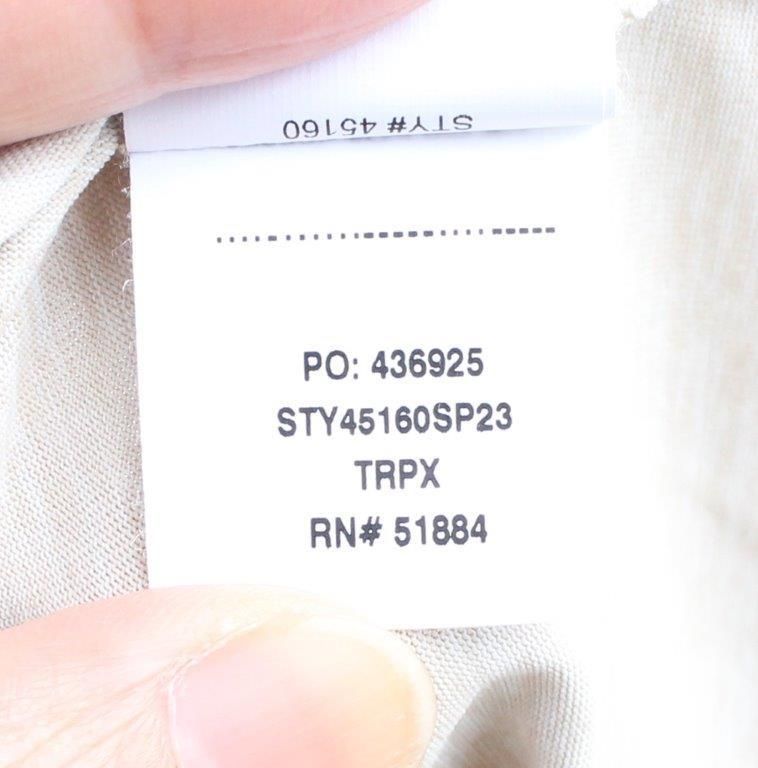 STY# 45160
PO: 436925
STY45160SP23
TRPX
RN# 51884